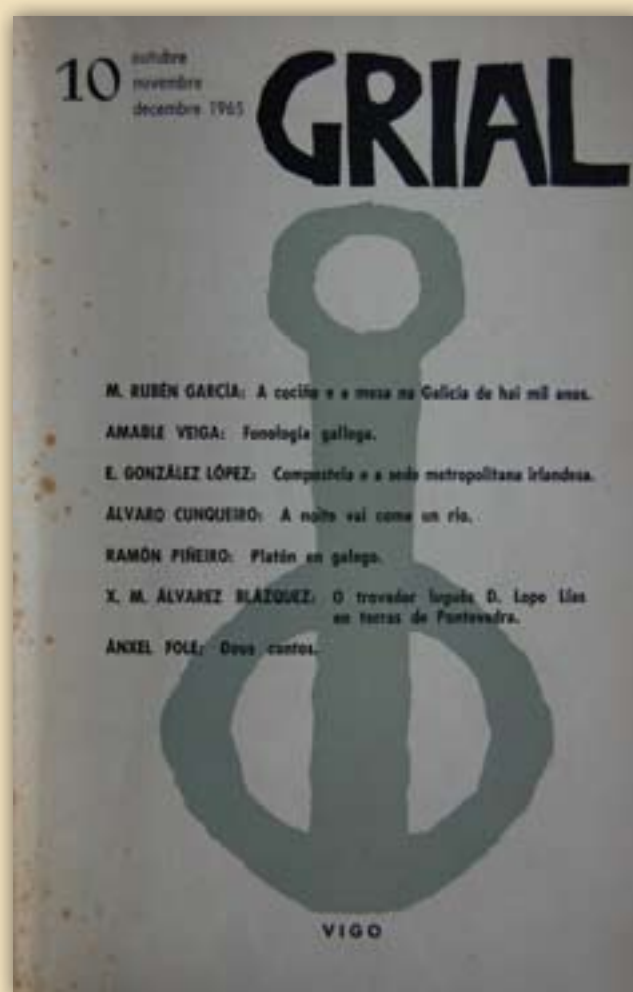 10
outubre
novembre
decembre 1965
GRIAL
M. RUBÉN GARCÍA: A cociña e a mesa na Galicia de hai mil anos.
AMABLE VEIGA: Fonología gallega.
E. GONZÁLEZ LÓPEZ: Compostela e a sede metropolitana irlandesa.
ÁLVARO CUNQUEIRO: A noite vai como un río.
RAMÓN PIÑEIRO: Platón en galego.
X. M. ÁLVAREZ BLÁZQUEZ: O trovador lugués D. Lopo Lías
en terras de Pontevedra.
ÁNXEL FOLE: Dous contos.
VIGO